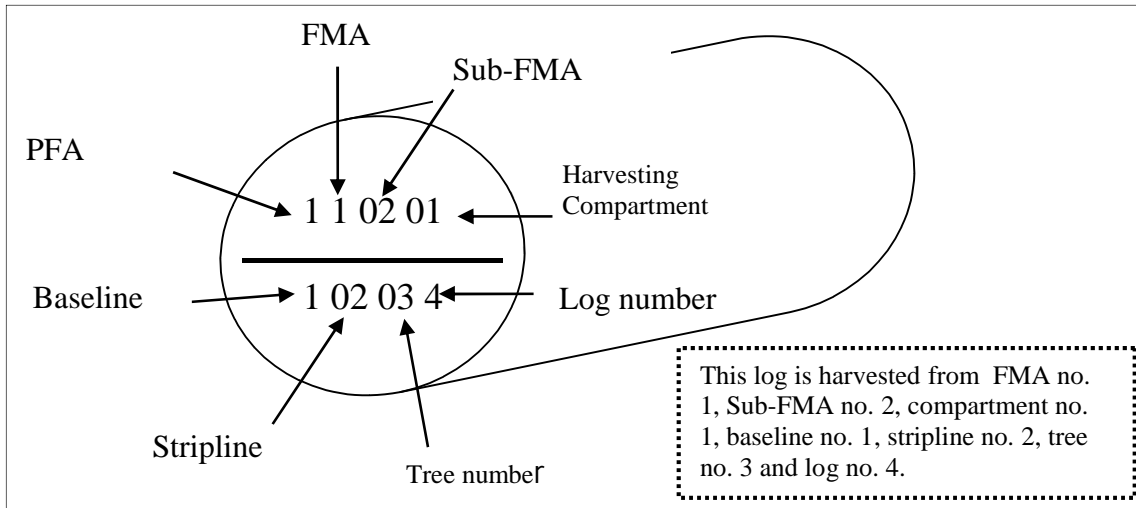 FMA
Sub-FMA
PFA
Harvesting
Compartment
1 1 02 01
Baseline
1 02 03 4
Log number
Stripline
Tree number
This log is harvested from FMA no.
1, Sub-FMA no. 2, compartment no.
1, baseline no. 1, stripline no. 2, tree
no. 3 and log no. 4.